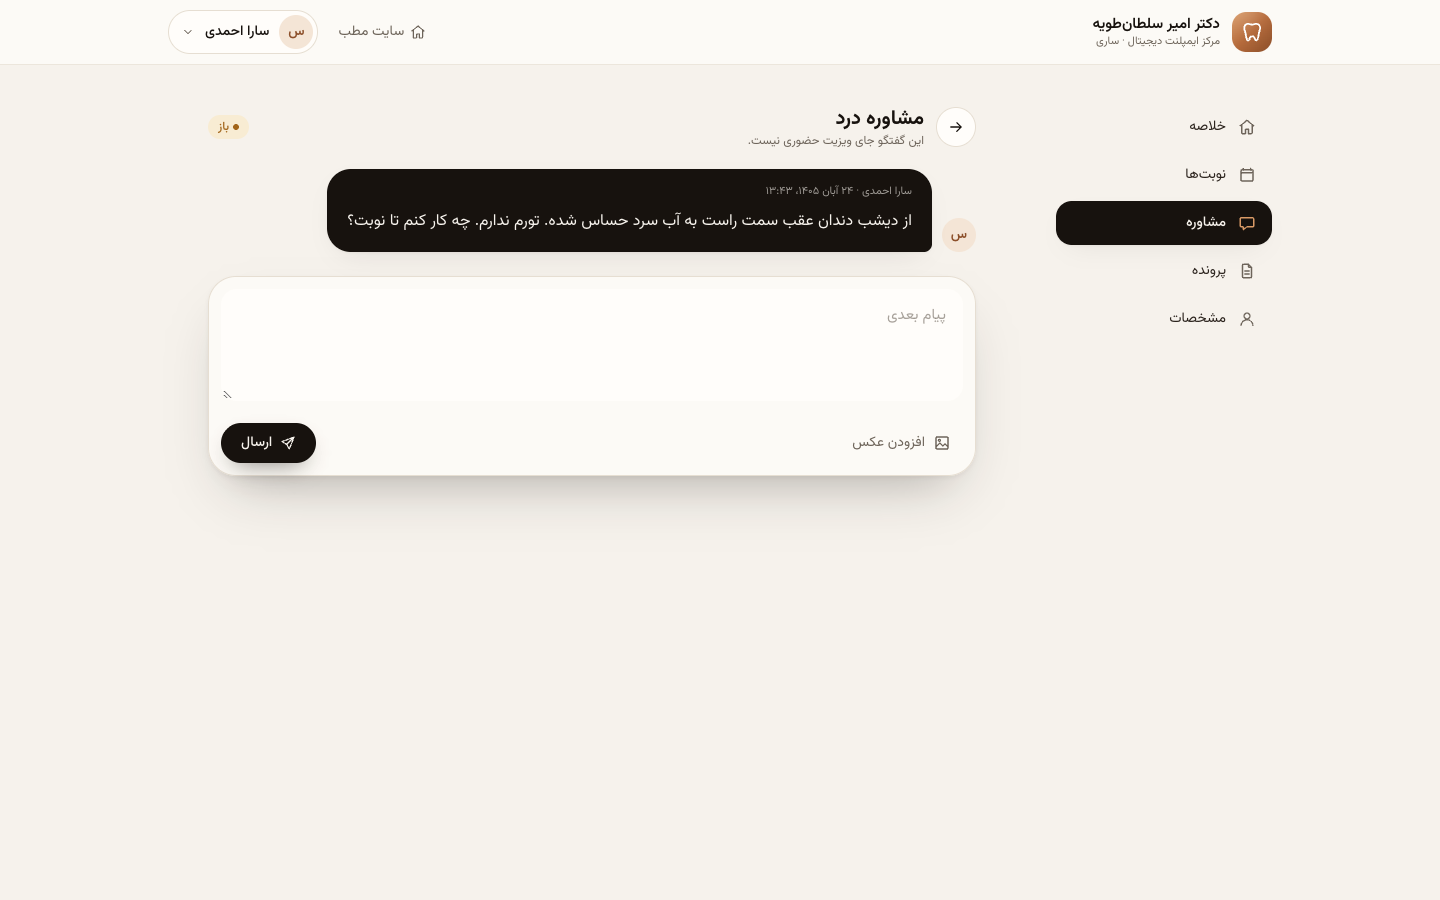 دکتر امیر سلطان‌طویه
مرکز ایمپلنت دیجیتال · ساری
سایت مطب
س
سارا احمدی
خلاصه
نوبت‌ها
مشاوره
پرونده
مشخصات
مشاوره درد
این گفتگو جای ویزیت حضوری نیست.
باز
سارا احمدی · ۲۴ آبان ۱۴۰۵، ۱۳:۴۳
از دیشب دندان عقب سمت راست به آب سرد حساس شده. تورم ندارم. چه کار کنم تا نوبت؟
س
پیام بعدی
افزودن عکس
ارسال